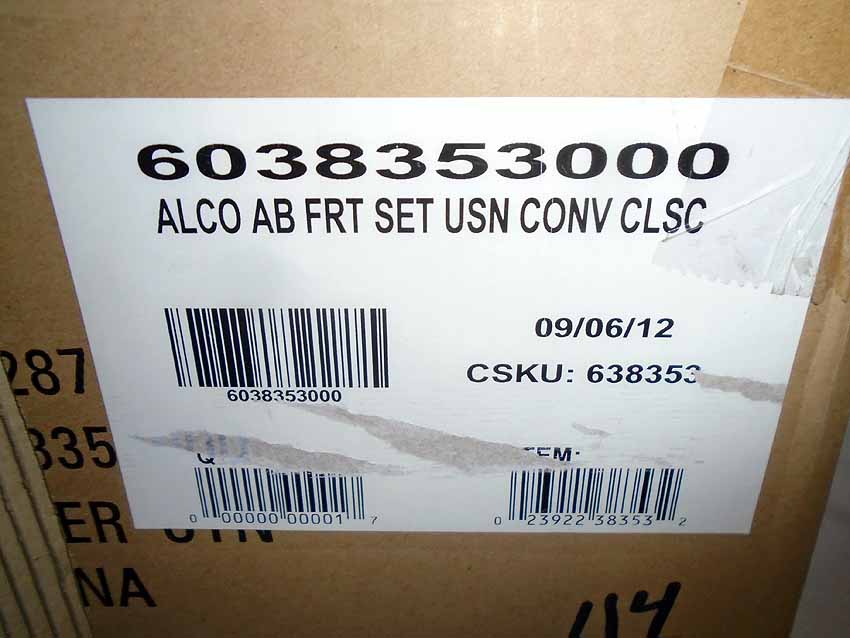 6038353000
ALCO AB FRT SET USN CONV CLSC
6038353000
09/06/12
CSKU: 638353
0 00000 00001 7
0 23922 38353 2
287
335
ER CTN
NA
114